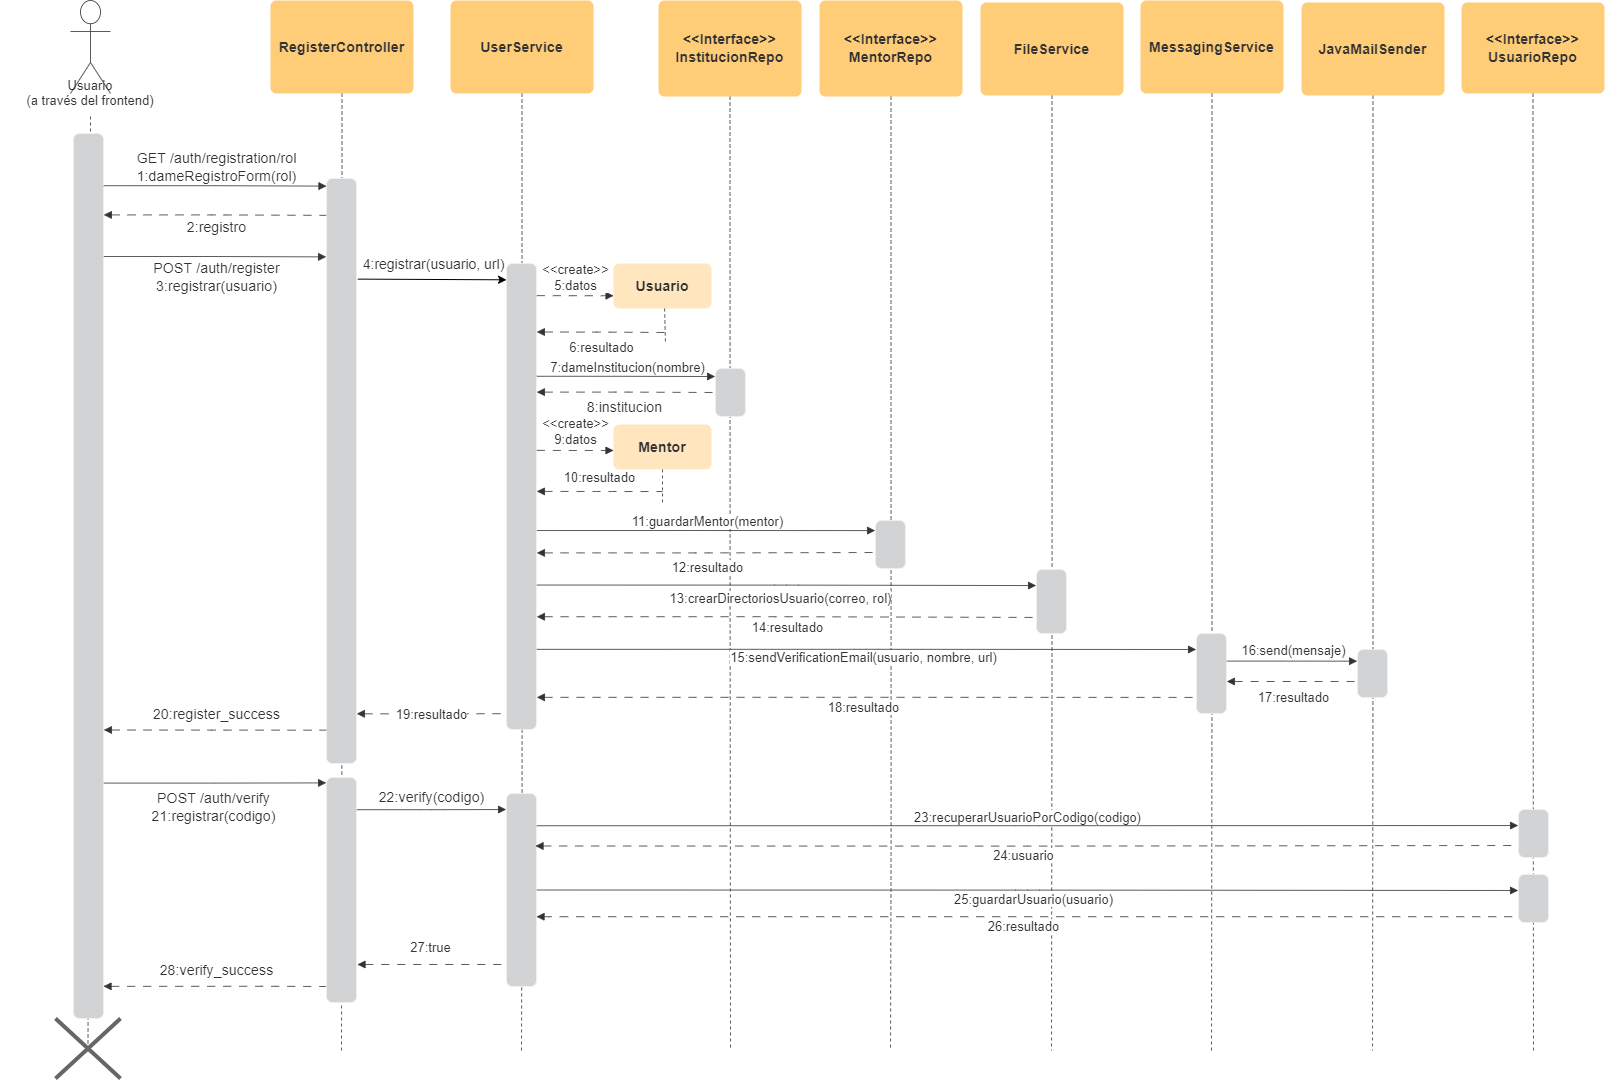 Usuario
(a través del frontend)
RegisterController
UserService
<<Interface>>
InstitucionRepo
<<Interface>>
MentorRepo
FileService
MessagingService
JavaMailSender
<<Interface>>
UsuarioRepo
GET /auth/registration/rol
1:dameRegistroForm(rol)
2:registro
POST /auth/register
3:registrar(usuario)
4:registrar(usuario, url)
<<create>>
5:datos
Usuario
6:resultado
7:dameInstitucion(nombre)
8:institucion
<<create>>
9:datos
Mentor
10:resultado
11:guardarMentor(mentor)
12:resultado
13:crearDirectoriosUsuario(correo, rol)
14:resultado
15:sendVerificationEmail(usuario, nombre, url)
16:send(mensaje)
17:resultado
18:resultado
19:resultado
20:register_success
POST /auth/verify
21:registrar(codigo)
22:verify(codigo)
23:recuperarUsuarioPorCodigo(codigo)
24:usuario
25:guardarUsuario(usuario)
26:resultado
27:true
28:verify_success